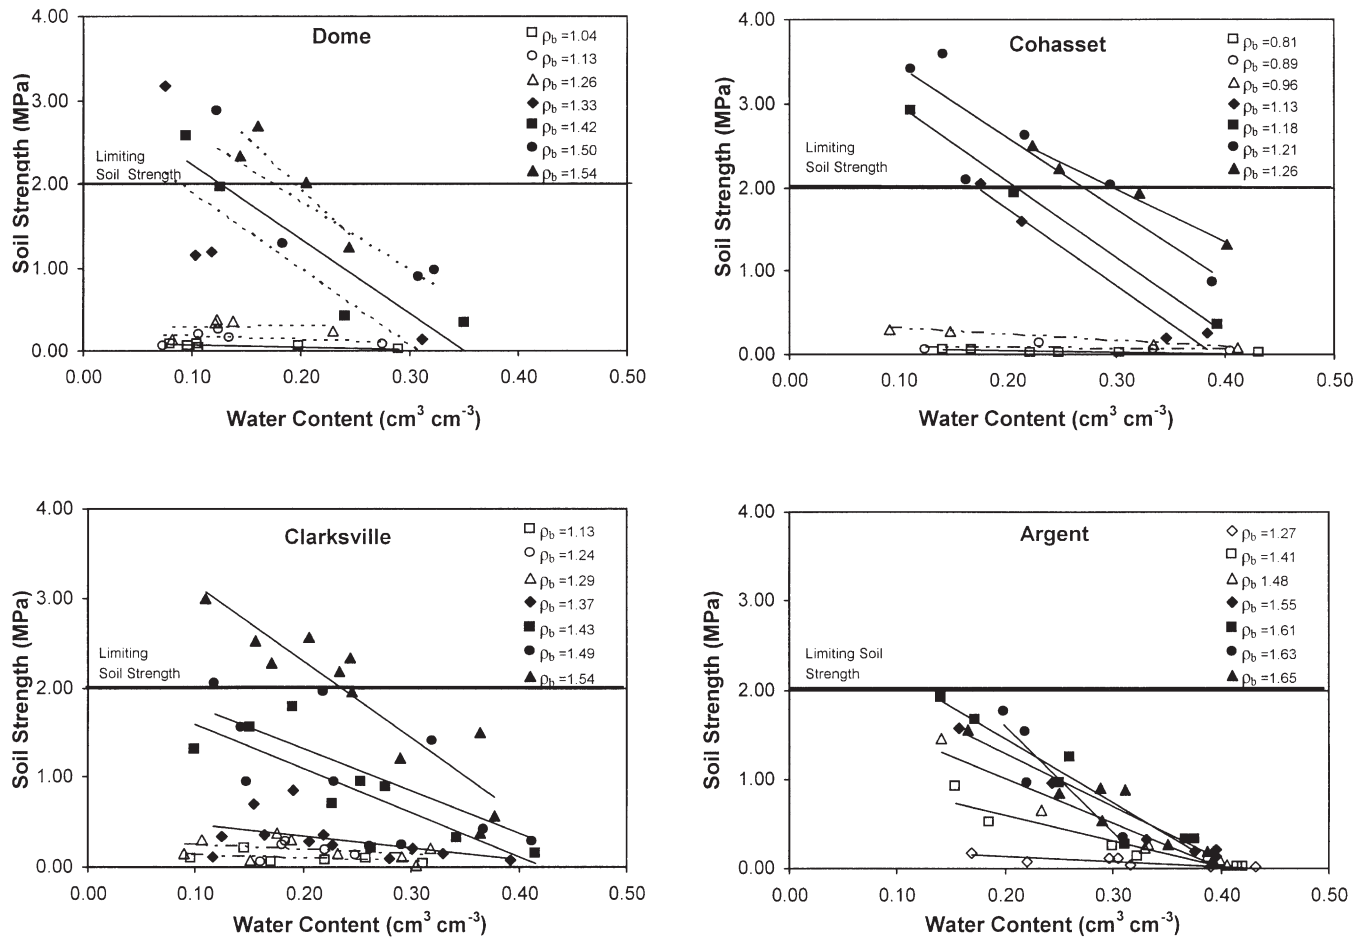 Dome
Soil Strength (MPa)
4.00
3.00
2.00
1.00
0.00
Limiting
Soil Strength
ρb =1.04
ρb =1.13
ρb =1.26
ρb =1.33
ρb =1.42
ρb =1.50
ρb =1.54
0.00 0.10 0.20 0.30 0.40 0.50
Water Content (cm³ cm⁻³)
Cohasset
Soil Strength (MPa)
4.00
3.00
2.00
1.00
0.00
Limiting
Soil Strength
ρb =0.81
ρb =0.89
ρb =0.96
ρb =1.13
ρb =1.18
ρb =1.21
ρb =1.26
0.00 0.10 0.20 0.30 0.40 0.50
Water Content (cm³ cm⁻³)
Clarksville
Soil Strength (MPa)
4.00
3.00
2.00
1.00
0.00
Limiting
Soil Strength
ρb =1.13
ρb =1.24
ρb =1.29
ρb =1.37
ρb =1.43
ρb =1.49
ρb =1.54
0.00 0.10 0.20 0.30 0.40 0.50
Water Content (cm³ cm⁻³)
Argent
Soil Strength (MPa)
4.00
3.00
2.00
1.00
0.00
Limiting Soil
Strength
ρb =1.27
ρb =1.41
ρb 1.48
ρb =1.55
ρb =1.61
ρb =1.63
ρb =1.65
0.00 0.10 0.20 0.30 0.40 0.50
Water Content (cm³ cm⁻³)